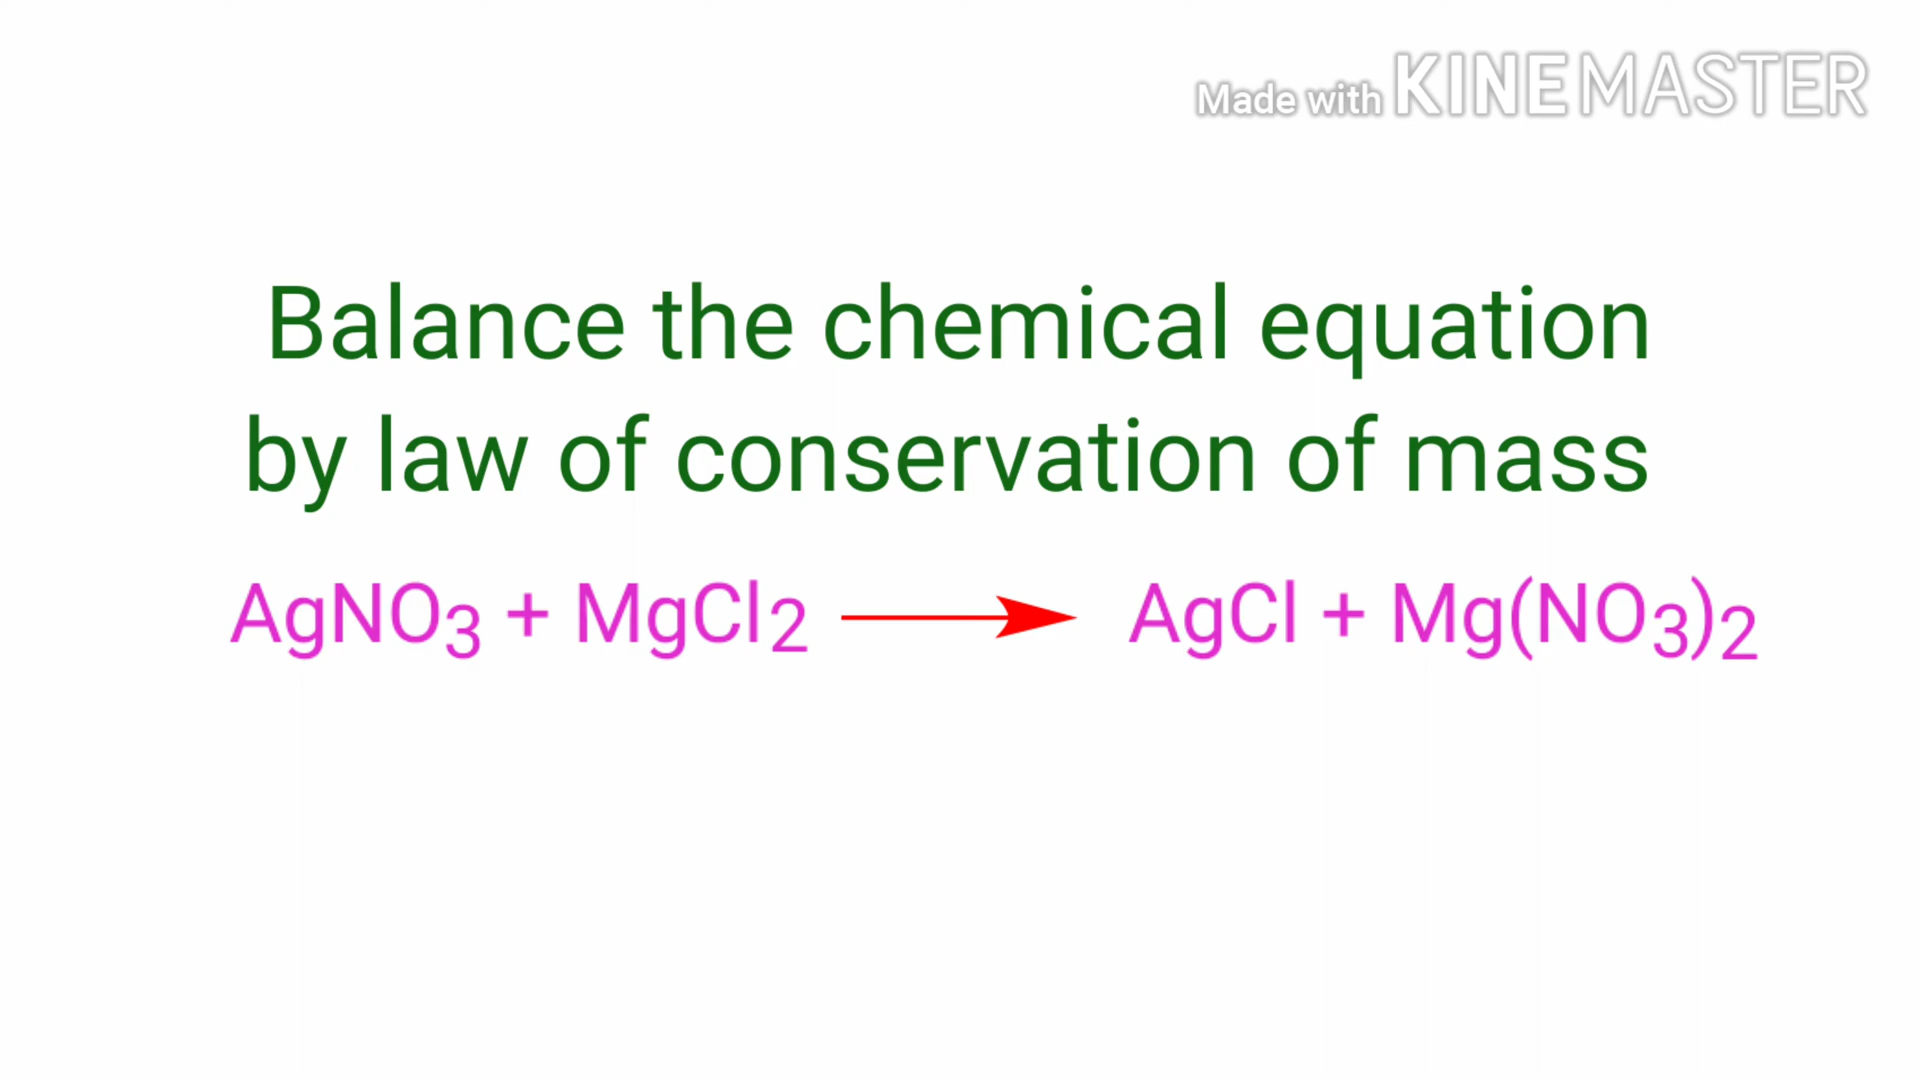 Made with KINEMASTER
Balance the chemical equation
by law of conservation of mass
AgNO3 + MgCl2 → AgCl + Mg(NO3)2